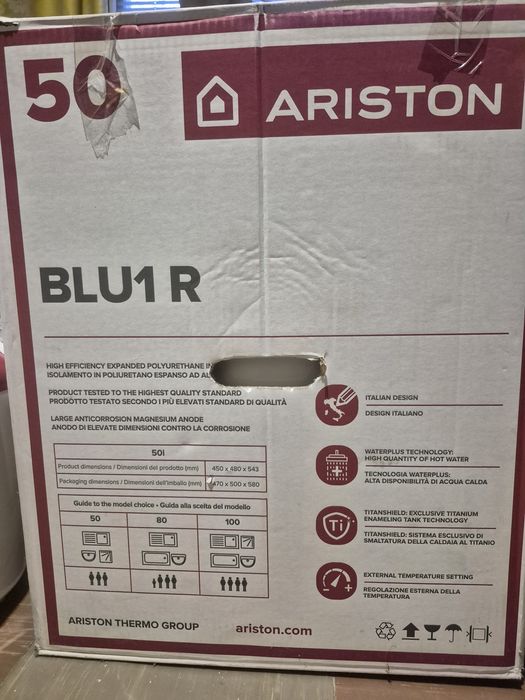 50
ARISTON
BLU1 R
HIGH EFFICIENCY EXPANDED POLYURETHANE
ISOLAMENTO IN POLIURETANO ESPANSO AD
PRODUCT TESTED TO THE HIGHEST QUALITY STANDARD
PRODOTTO TESTATO SECONDO I PIÙ ELEVATI STANDARD DI QUALITÀ
LARGE ANTICORROSION MAGNESIUM ANODE
ANODO DI ELEVATE DIMENSIONI CONTRO LA CORROSIONE
50i
Product dimensions / Dimensioni del prodotto (mm) 450 x 480 x 543
Packaging dimensions / Dimensioni dell'imballo (mm) 470 x 500 x 580
Guide to the model choice - Guida alla scelta del modello
50 80 100
ITALIAN DESIGN
DESIGN ITALIANO
WATERPLUS TECHNOLOGY:
HIGH QUANTITY OF HOT WATER
TECNOLOGIA WATERPLUS:
ALTA DISPONIBILITÀ DI ACQUA CALDA
Ti
TITANSHIELD: EXCLUSIVE TITANIUM
ENAMELING TANK TECHNOLOGY
TITANSHIELD: SISTEMA ESCLUSIVO DI
SMALTATURA DELLA CALDAIA AL TITANIO
EXTERNAL TEMPERATURE SETTING
REGOLAZIONE ESTERNA DELLA
TEMPERATURA
ARISTON THERMO GROUP
ariston.com